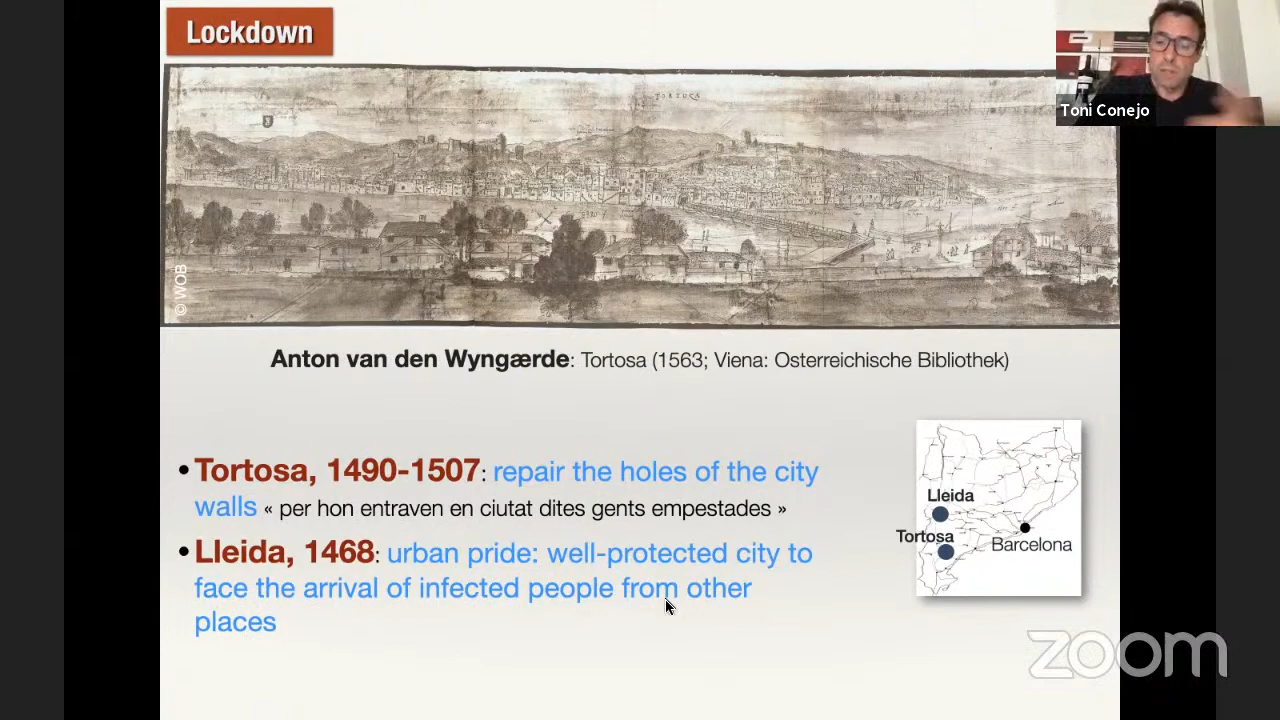 Lockdown
TORTOSA
Toni Conejo
© WOB
Anton van den Wyngærde: Tortosa (1563; Viena: Osterreichische Bibliothek)
• Tortosa, 1490-1507: repair the holes of the city
walls « per hon entraven en ciutat dites gents empestades »
• Lleida, 1468: urban pride: well-protected city to
face the arrival of infected people from other
places
Lleida
Tortosa
Barcelona
zoom